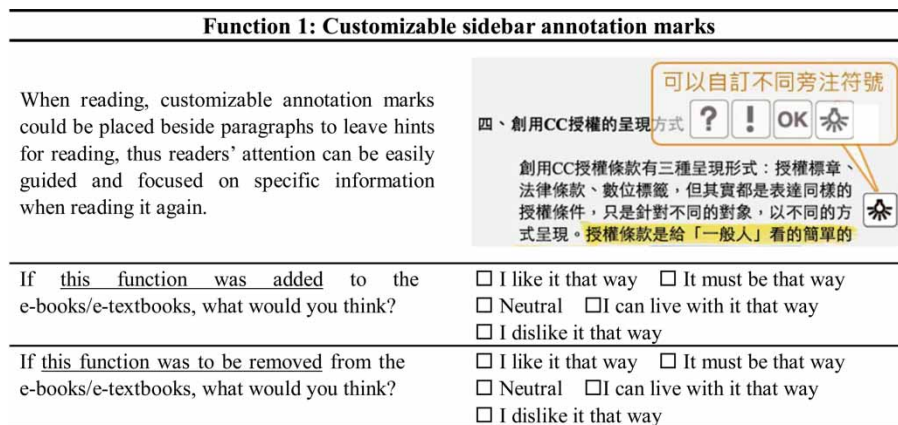 Function 1: Customizable sidebar annotation marks
When reading, customizable annotation marks
could be placed beside paragraphs to leave hints
for reading, thus readers' attention can be easily
guided and focused on specific information
when reading it again.
可以自訂不同旁注符號
? ! OK
四、創用CC授權的呈現方式
創用CC授權條款有三種呈現形式：授權標章、
法律條款、數位標籤，但其實都是表達同樣的
授權條件，只是針對不同的對象，以不同的方
式呈現。授權條款是給「一般人」看的簡單的
If this function was added to the
e-books/e-textbooks, what would you think?
☐ I like it that way ☐ It must be that way
☐ Neutral ☐I can live with it that way
☐ I dislike it that way
If this function was to be removed from the
e-books/e-textbooks, what would you think?
☐ I like it that way ☐ It must be that way
☐ Neutral ☐I can live with it that way
☐ I dislike it that way